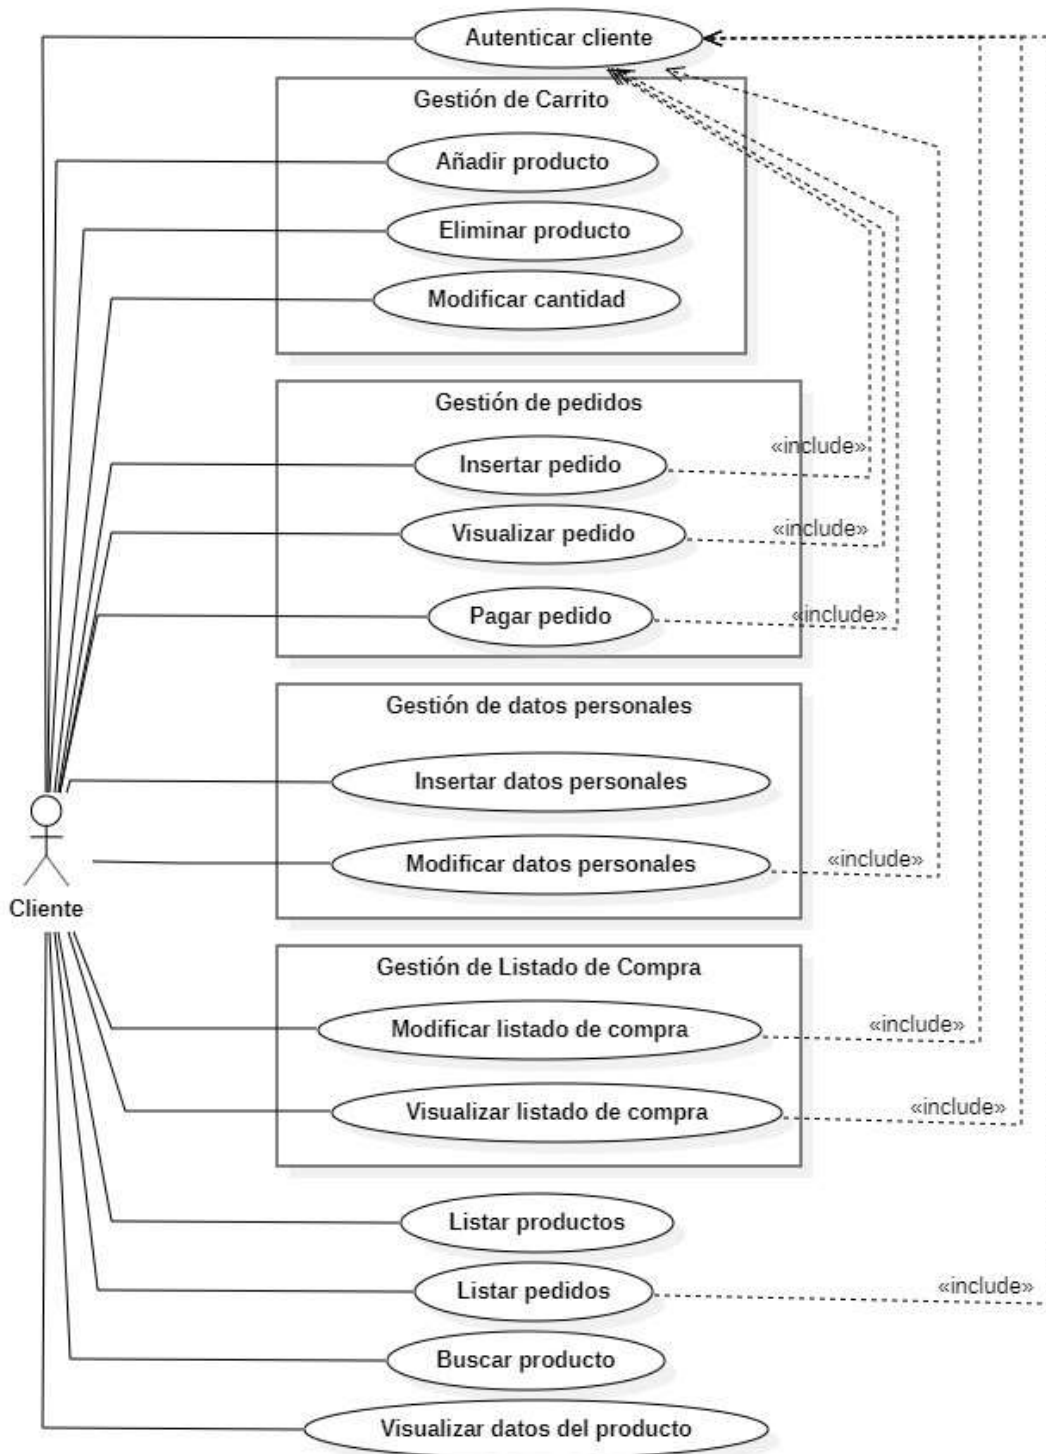 Autenticar cliente
Gestión de Carrito
Añadir producto
Eliminar producto
Modificar cantidad
Gestión de pedidos
«include»
Insertar pedido
«include»
Visualizar pedido
«include»
Pagar pedido
Gestión de datos personales
Insertar datos personales
«include»
Modificar datos personales
Cliente
Gestión de Listado de Compra
«include»
Modificar listado de compra
«include»
Visualizar listado de compra
Listar productos
«include»
Listar pedidos
Buscar producto
Visualizar datos del producto